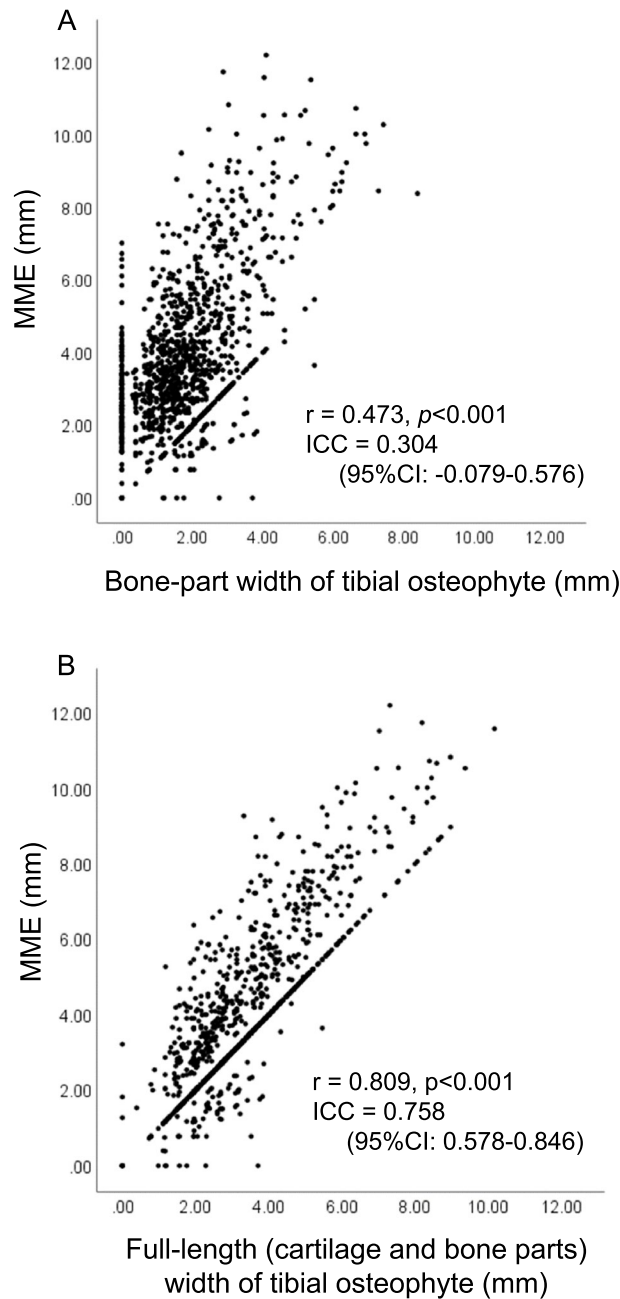 A
12.00
10.00
8.00
6.00
4.00
2.00
.00
MME (mm)
r = 0.473, p<0.001
ICC = 0.304
(95%CI: -0.079-0.576)
.00 2.00 4.00 6.00 8.00 10.00 12.00
Bone-part width of tibial osteophyte (mm)
B
12.00
10.00
8.00
6.00
4.00
2.00
.00
MME (mm)
r = 0.809, p<0.001
ICC = 0.758
(95%CI: 0.578-0.846)
.00 2.00 4.00 6.00 8.00 10.00 12.00
Full-length (cartilage and bone parts)
width of tibial osteophyte (mm)